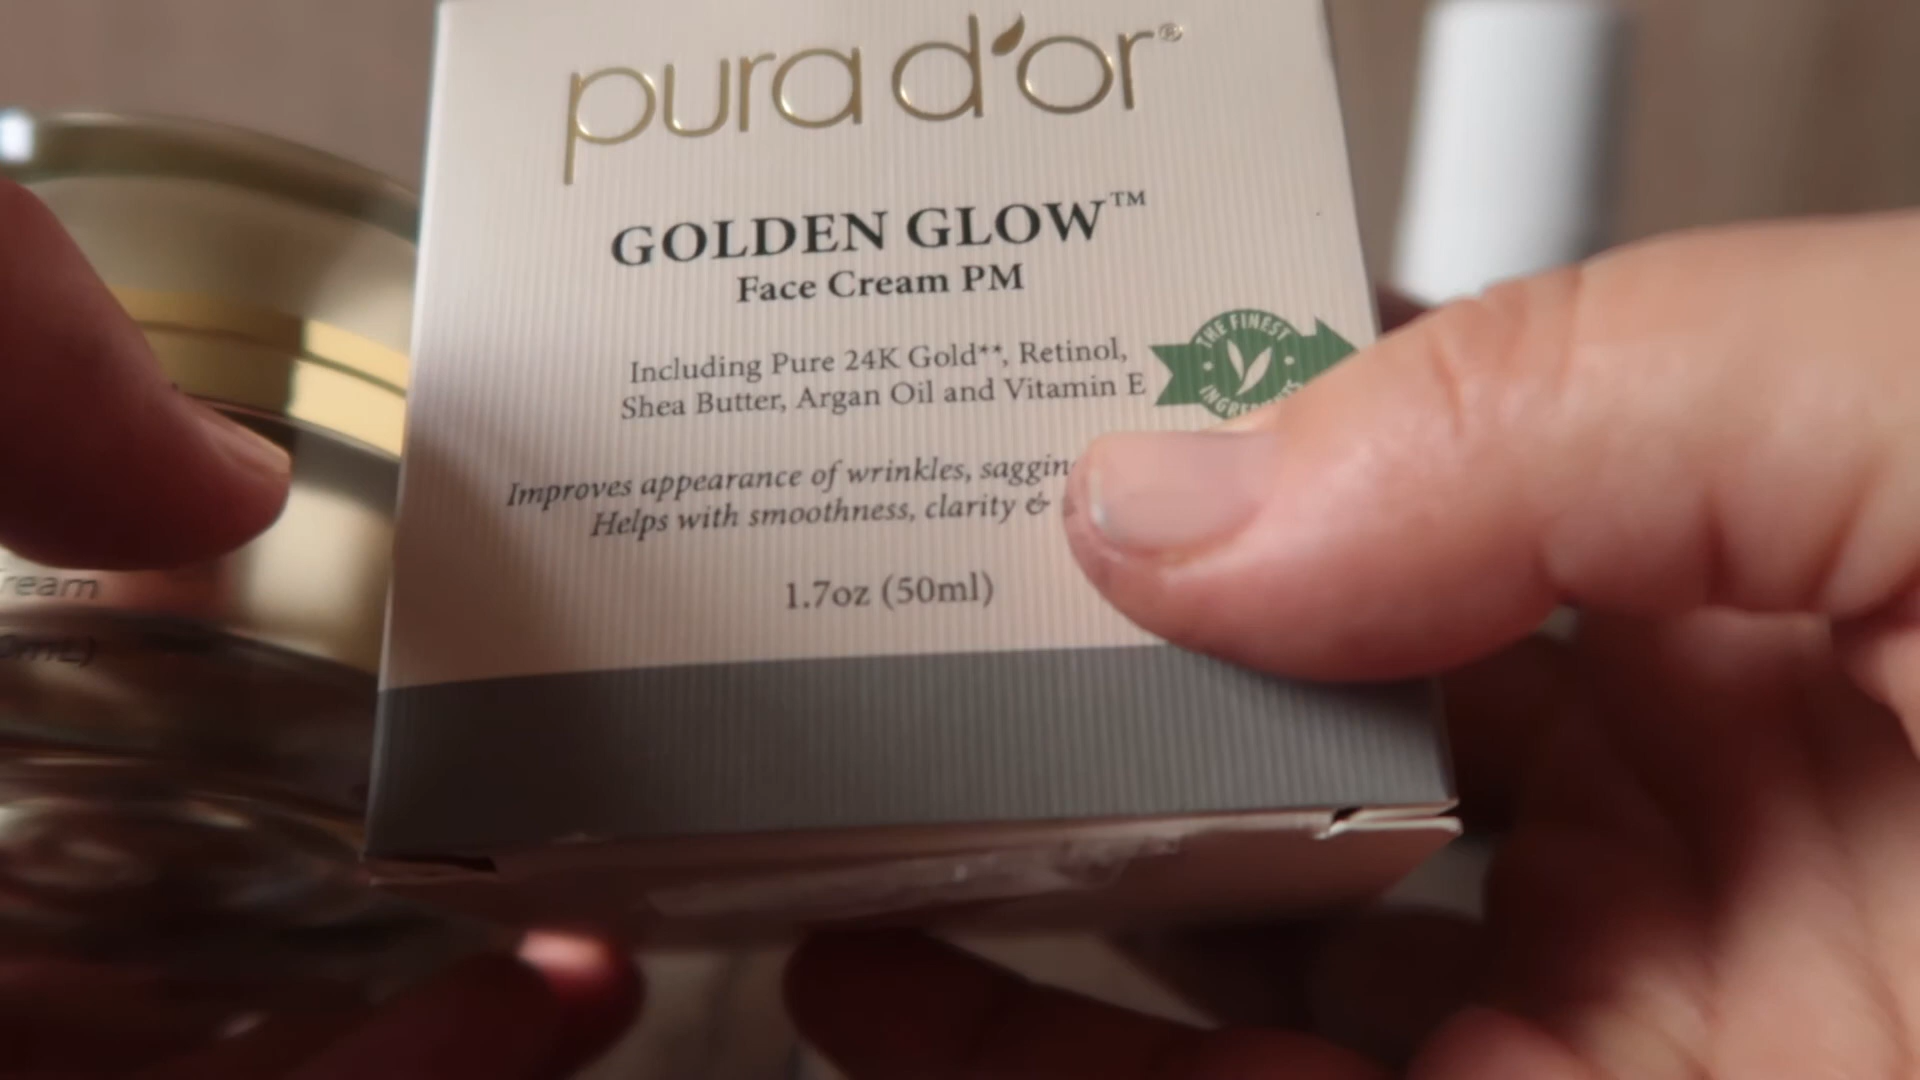 pura d'or®
GOLDEN GLOW™
Face Cream PM
Including Pure 24K Gold**, Retinol,
Shea Butter, Argan Oil and Vitamin E
THE FINEST
Improves appearance of wrinkles,
Helps with smoothness, clarity &
1.7oz (50ml)